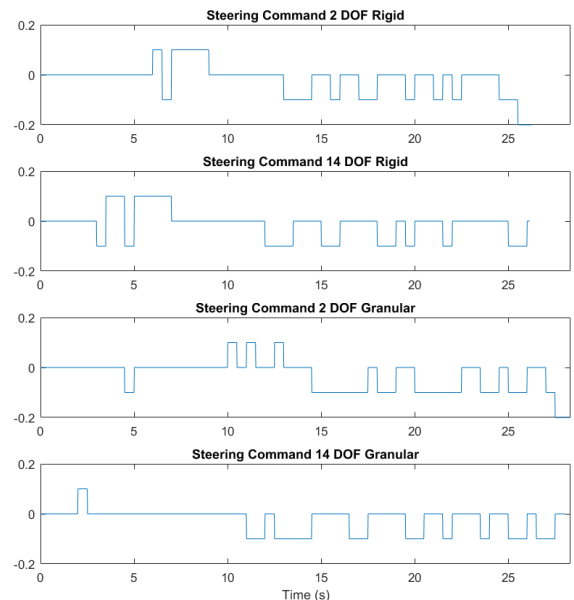 Steering Command 2 DOF Rigid
0.2
0
-0.2
0 5 10 15 20 25
Steering Command 14 DOF Rigid
0.2
0
-0.2
0 5 10 15 20 25
Steering Command 2 DOF Granular
0.2
0
-0.2
0 5 10 15 20 25
Steering Command 14 DOF Granular
0.2
0
-0.2
0 5 10 15 20 25
Time (s)